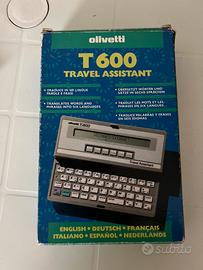 olivetti
T 600
TRAVEL ASSISTANT
• TRADUCE IN SEI LINGUE
PAROLE E FRASI
• TRANSLATES WORDS AND
PHRASES INTO SIX LANGUAGES
• ÜBERSETZT WÖRTER UND
SÄTZE IN SECHS SPRACHEN
• TRADUIT LES MOTS ET LES
PHRASES EN SIX LANGUES
• TRADUCE PALABRAS Y FRASES
EN SEIS IDIOMAS
T600
ENGLISH • DEUTSCH • FRANÇAIS
ITALIANO • ESPAÑOL • NEDERLANDS
subito